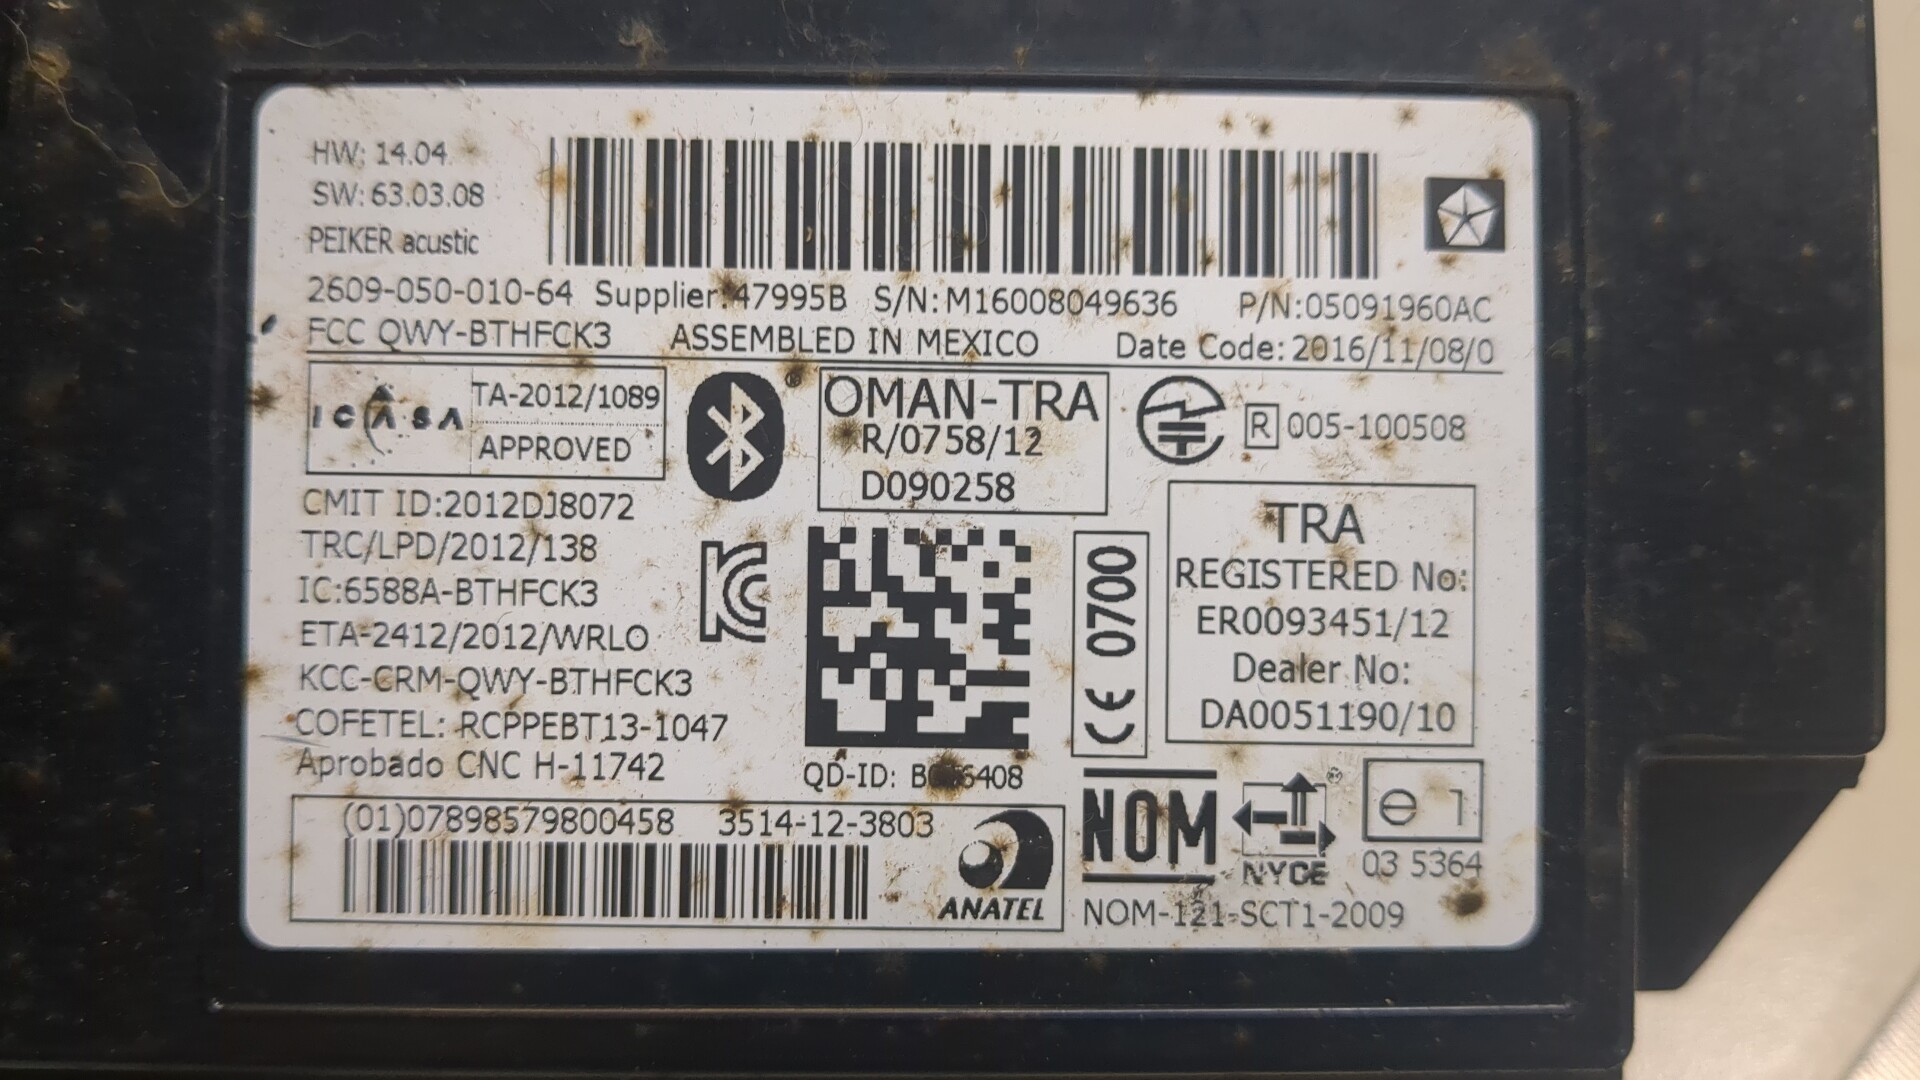 HW: 14.04
SW: 63.03.08
PEIKER acustic
2609-050-010-64 Supplier:47995B S/N:M16008049636 P/N:05091960AC
FCC QWY-BTHFCK3 ASSEMBLED IN MEXICO Date Code: 2016/11/08/0
ICASA TA-2012/1089
APPROVED
OMAN-TRA
R/0758/12
D090258
R 005-100508
CMIT ID:2012DJ8072
TRC/LPD/2012/138
IC:6588A-BTHFCK3
ETA-2412/2012/WRLO
KCC-CRM-QWY-BTHFCK3
COFETEL: RCPPEBT13-1047
Aprobado CNC H-11742
KC
QD-ID:
CE 0700
TRA
REGISTERED No:
ER0093451/12
Dealer No:
DA0051190/10
(01)07898579800458 3514-12-3803
ANATEL
NOM
NYCE
e 1
03 5364
NOM-121-SCT1-2009